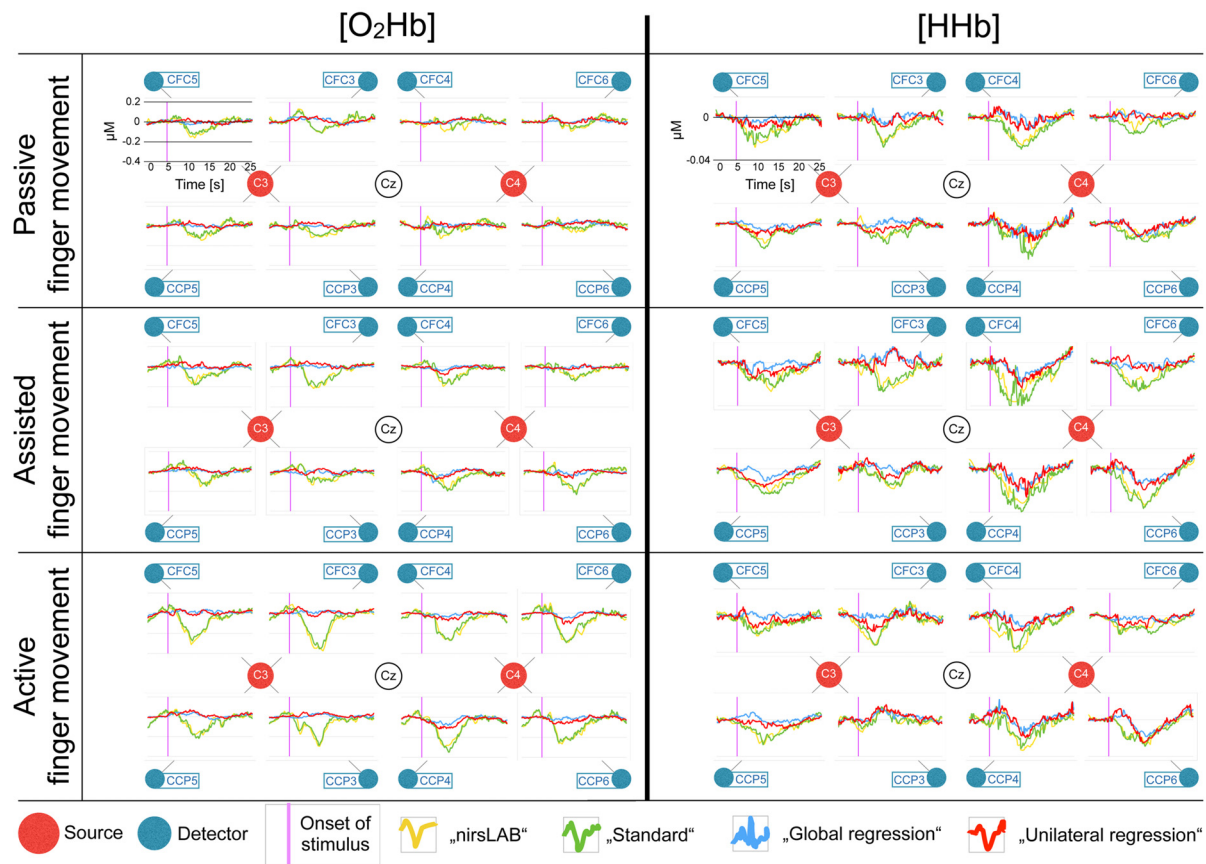 [O₂Hb]
[HHb]
Passive
finger movement
CFC5
CFC3
CFC4
CFC6
0.2
0
-0.2
-0.4
µM
0 5 10 15 20 25
Time [s]
C3
Cz
C4
CCP5
CCP3
CCP4
CCP6
CFC5
CFC3
CFC4
CFC6
0
-0.04
µM
0 5 10 15 20 25
Time [s]
C3
Cz
C4
CCP5
CCP3
CCP4
CCP6
Assisted
finger movement
CFC5
CFC3
CFC4
CFC6
C3
Cz
C4
CCP5
CCP3
CCP4
CCP6
CFC5
CFC3
CFC4
CFC6
C3
Cz
C4
CCP5
CCP3
CCP4
CCP6
Active
finger movement
CFC5
CFC3
CFC4
CFC6
C3
Cz
C4
CCP5
CCP3
CCP4
CCP6
CFC5
CFC3
CFC4
CFC6
C3
Cz
C4
CCP5
CCP3
CCP4
CCP6
Source
Detector
Onset of
stimulus
„nirsLAB“
„Standard“
„Global regression“
„Unilateral regression“